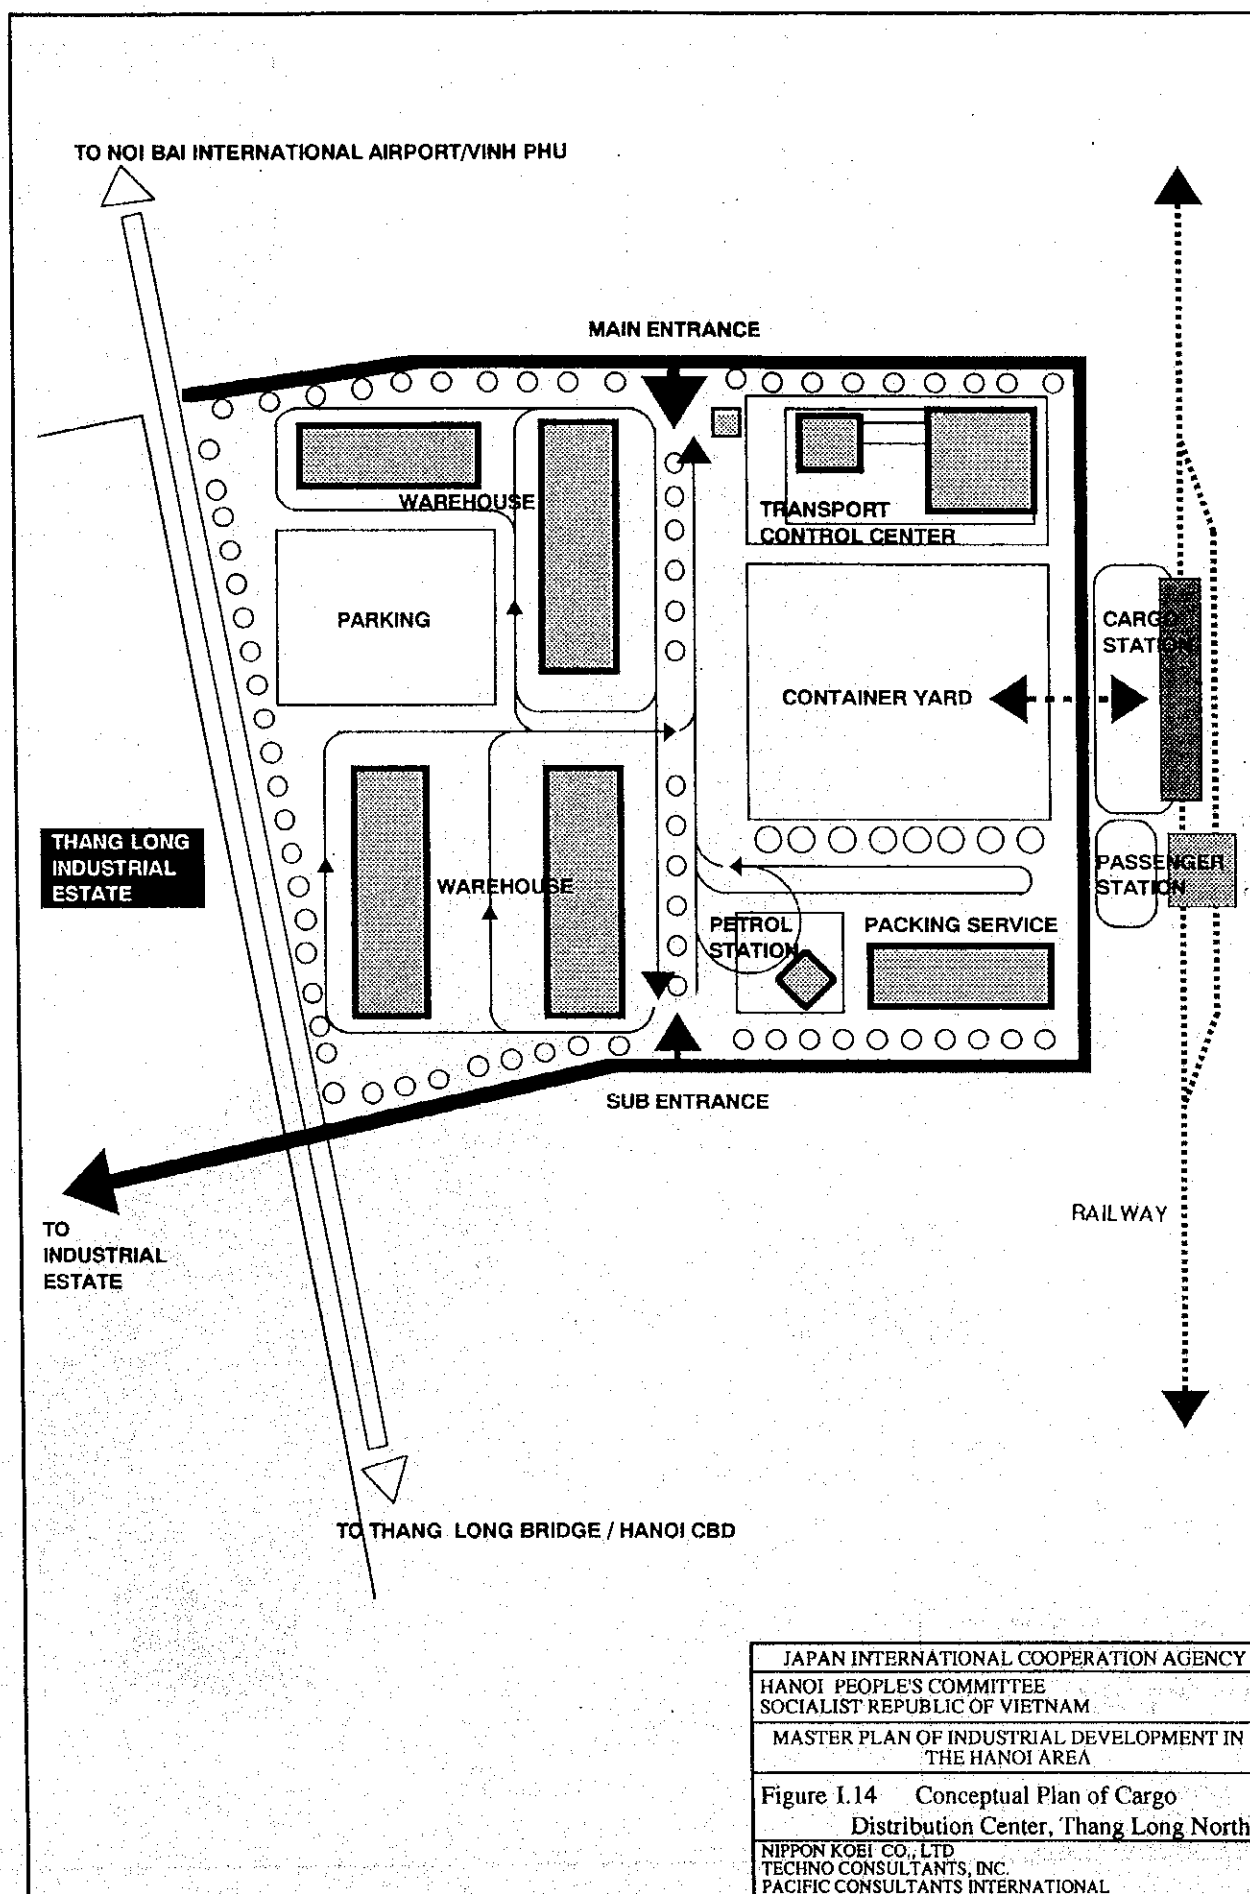 TO NOI BAI INTERNATIONAL AIRPORT/VINH PHU
MAIN ENTRANCE
WAREHOUSE
TRANSPORT
CONTROL CENTER
PARKING
CARGO
STATION
CONTAINER YARD
THANG LONG
INDUSTRIAL
ESTATE
WAREHOUSE
PASSENGER
STATION
PETROL
STATION
PACKING SERVICE
SUB ENTRANCE
TO
INDUSTRIAL
ESTATE
RAILWAY
TO THANG LONG BRIDGE / HANOI CBD
JAPAN INTERNATIONAL COOPERATION AGENCY
HANOI PEOPLE'S COMMITTEE
SOCIALIST REPUBLIC OF VIETNAM
MASTER PLAN OF INDUSTRIAL DEVELOPMENT IN
THE HANOI AREA
Figure I.14 Conceptual Plan of Cargo
Distribution Center, Thang Long North
NIPPON KOEI CO., LTD
TECHNO CONSULTANTS, INC.
PACIFIC CONSULTANTS INTERNATIONAL